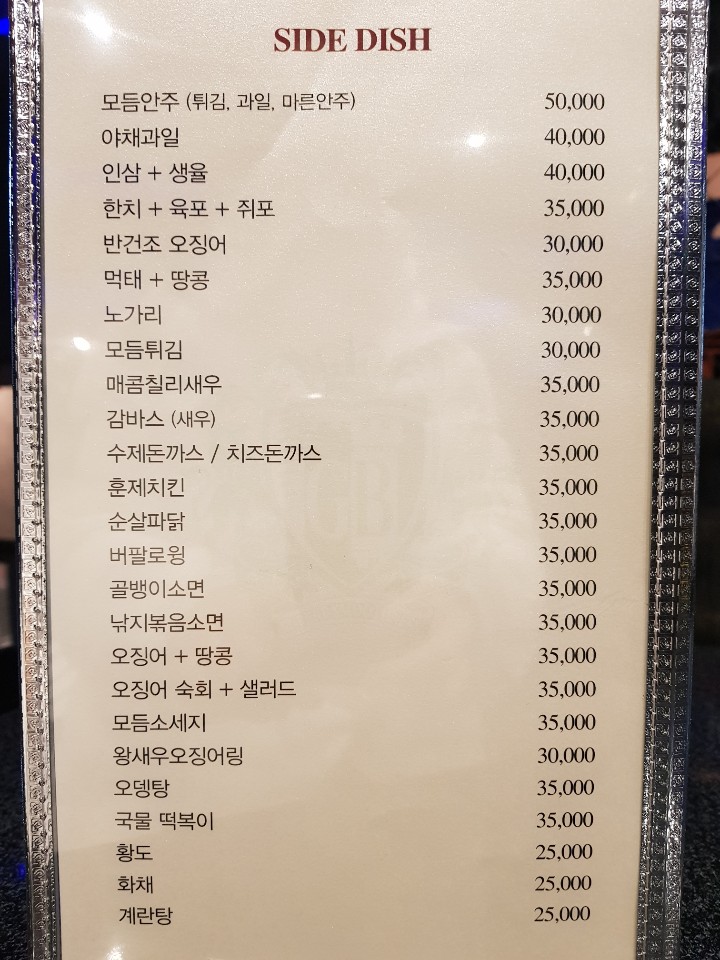 SIDE DISH
모듬안주 (튀김, 과일, 마른안주) 50,000
야채과일 40,000
인삼 + 생율 40,000
한치 + 육포 + 쥐포 35,000
반건조 오징어 30,000
먹태 + 땅콩 35,000
노가리 30,000
모듬튀김 30,000
매콤칠리새우 35,000
감바스 (새우) 35,000
수제돈까스 / 치즈돈까스 35,000
훈제치킨 35,000
순살파닭 35,000
버팔로윙 35,000
골뱅이소면 35,000
낚지볶음소면 35,000
오징어 + 땅콩 35,000
오징어 숙회 + 샐러드 35,000
모듬소세지 35,000
왕새우오징어링 30,000
오뎅탕 35,000
국물 떡복이 35,000
황도 25,000
화채 25,000
계란탕 25,000